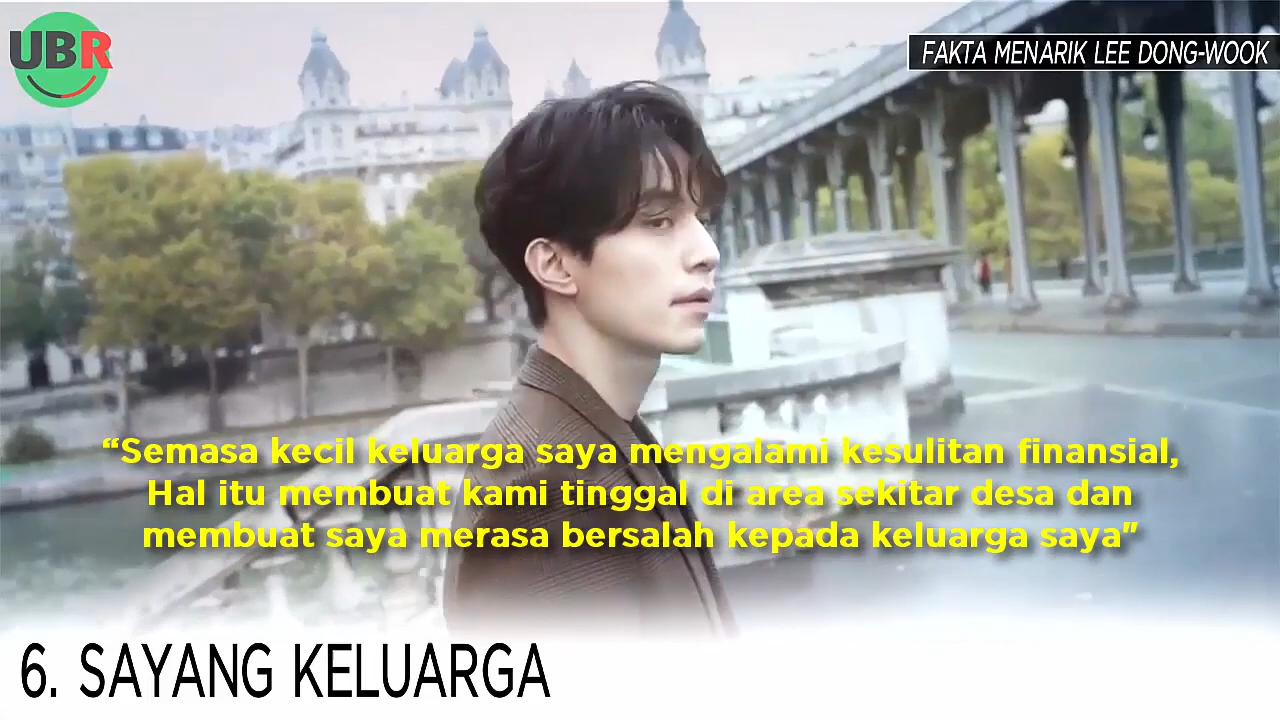 UBR
FAKTA MENARIK LEE DONG-WOOK
“Semasa kecil keluarga saya mengalami kesulitan finansial,
Hal itu membuat kami tinggal di area sekitar desa dan
membuat saya merasa bersalah kepada keluarga saya"
6. SAYANG KELUARGA